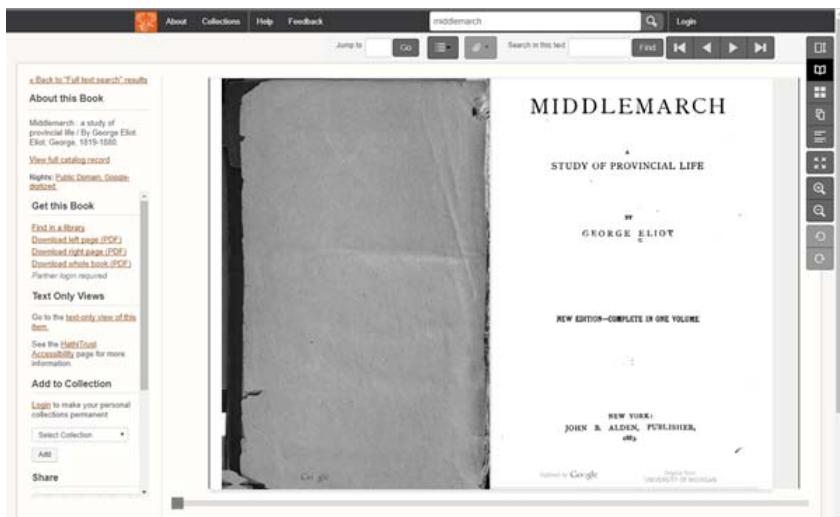 About Collections Help Feedback middlemarch Login
Jump to Go Search in this text Find
« Back to "Full text search" results
About this Book
Middlemarch : a study of
provincial life / By George Eliot.
Eliot, George, 1819-1880.
View full catalog record
Rights: Public Domain, Google-
digitized.
Get this Book
Find in a library
Download left page (PDF)
Download right page (PDF)
Download whole book (PDF)
Partner login required
Text Only Views
Go to the text-only view of this
item.
See the HathiTrust
Accessibility page for more
information.
Add to Collection
Login to make your personal
collections permanent
Select Collection
Add
Share
MIDDLEMARCH
A
STUDY OF PROVINCIAL LIFE
BY
GEORGE ELIOT
NEW EDITION—COMPLETE IN ONE VOLUME
NEW YORK:
JOHN B. ALDEN, PUBLISHER,
1883.
Google
Digitized by Google
Original from
UNIVERSITY OF MICHIGAN